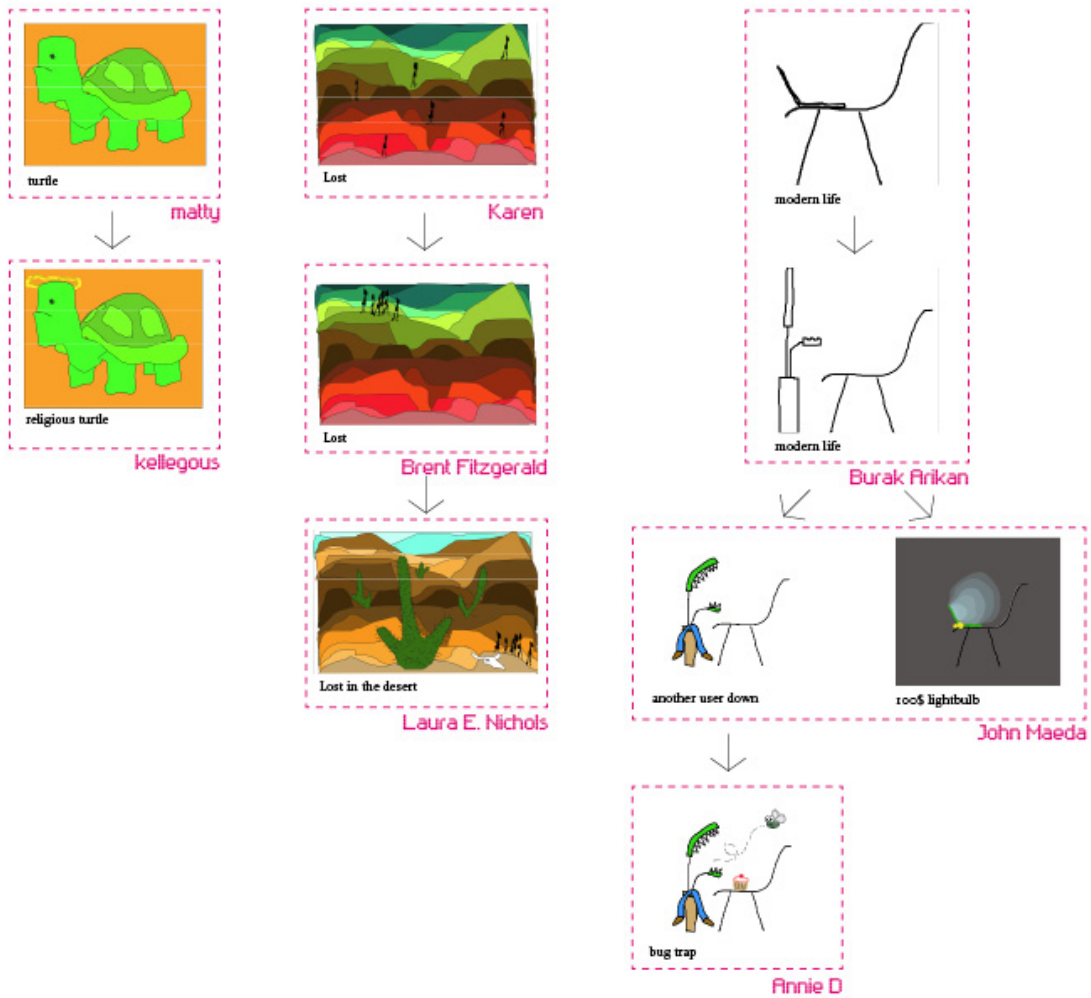 turtle
matty
religious turtle
kellegous
Lost
Karen
Lost
Brent Fitzgerald
Lost in the desert
Laura E. Nichols
modern life
modern life
Burak Arikan
another user down
100$ lightbulb
John Maeda
bug trap
Annie D